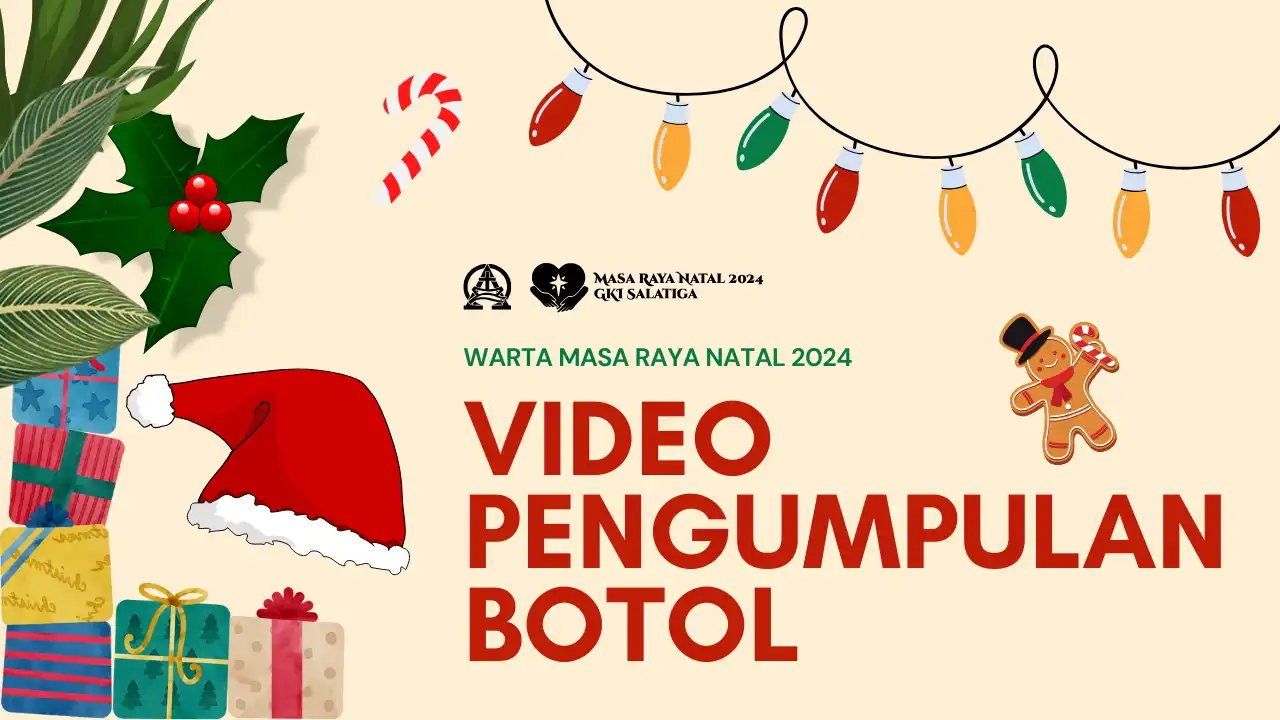 Masa Raya Natal 2024
GKI Salatiga
WARTA MASA RAYA NATAL 2024
VIDEO
PENGUMPULAN
BOTOL